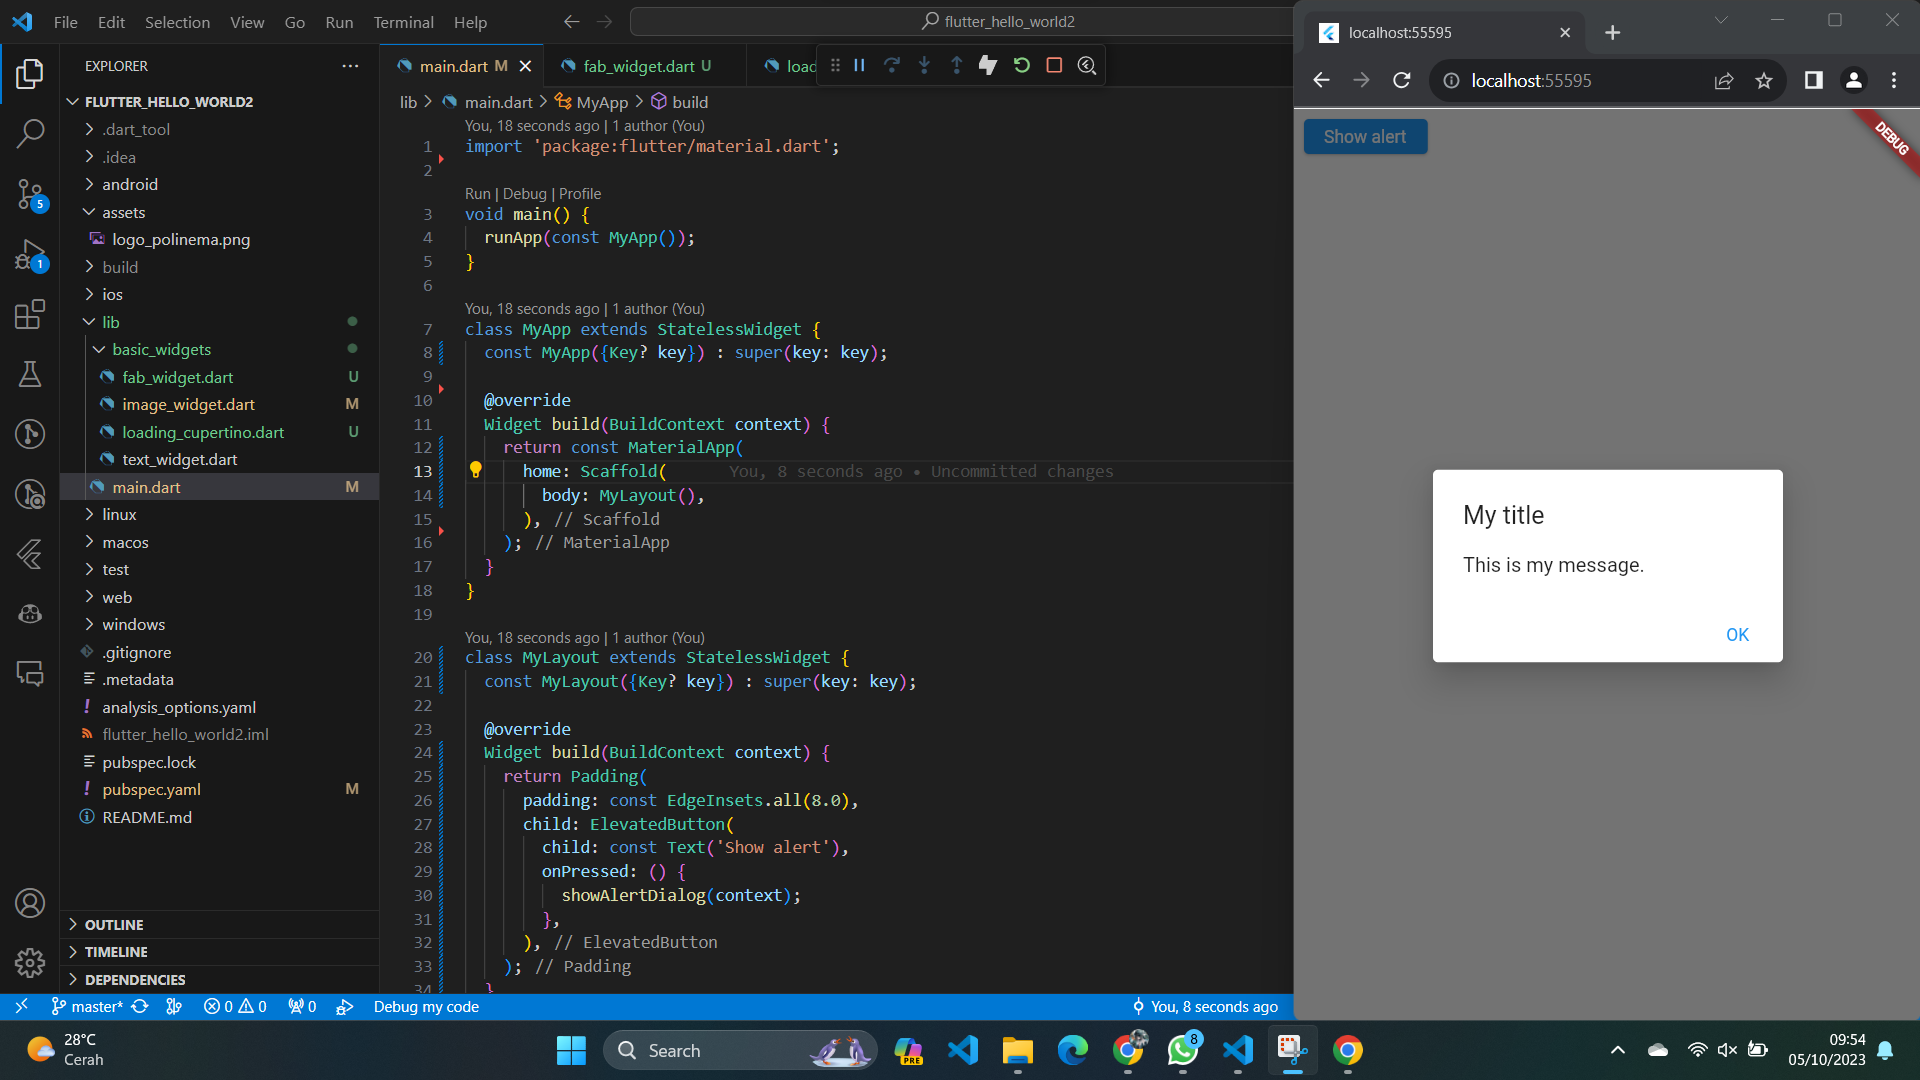 File Edit Selection View Go Run Terminal Help
flutter_hello_world2
EXPLORER
FLUTTER_HELLO_WORLD2
.dart_tool
.idea
android
assets
logo_polinema.png
build
ios
lib
basic_widgets
fab_widget.dart U
image_widget.dart M
loading_cupertino.dart U
text_widget.dart
main.dart M
linux
macos
test
web
windows
.gitignore
.metadata
analysis_options.yaml
flutter_hello_world2.iml
pubspec.lock
pubspec.yaml M
README.md
OUTLINE
TIMELINE
DEPENDENCIES
5
1
main.dart M
fab_widget.dart U
load
lib > main.dart > MyApp > build
You, 18 seconds ago | 1 author (You)
1 import 'package:flutter/material.dart';
2
Run | Debug | Profile
3 void main() {
4 runApp(const MyApp());
5 }
6
You, 18 seconds ago | 1 author (You)
7 class MyApp extends StatelessWidget {
8 const MyApp({Key? key}) : super(key: key);
9
10 @override
11 Widget build(BuildContext context) {
12 return const MaterialApp(
13 home: Scaffold( You, 8 seconds ago • Uncommitted changes
14 body: MyLayout(),
15 ), // Scaffold
16 ); // MaterialApp
17 }
18 }
19
You, 18 seconds ago | 1 author (You)
20 class MyLayout extends StatelessWidget {
21 const MyLayout({Key? key}) : super(key: key);
22
23 @override
24 Widget build(BuildContext context) {
25 return Padding(
26 padding: const EdgeInsets.all(8.0),
27 child: ElevatedButton(
28 child: const Text('Show alert'),
29 onPressed: () {
30 showAlertDialog(context);
31 },
32 ), // ElevatedButton
33 ); // Padding
34 }
master* 0 0 0 Debug my code
You, 8 seconds ago
localhost:55595
localhost:55595
Show alert
DEBUG
My title
This is my message.
OK
28°C
Cerah
Search
PRE
8
09:54
05/10/2023